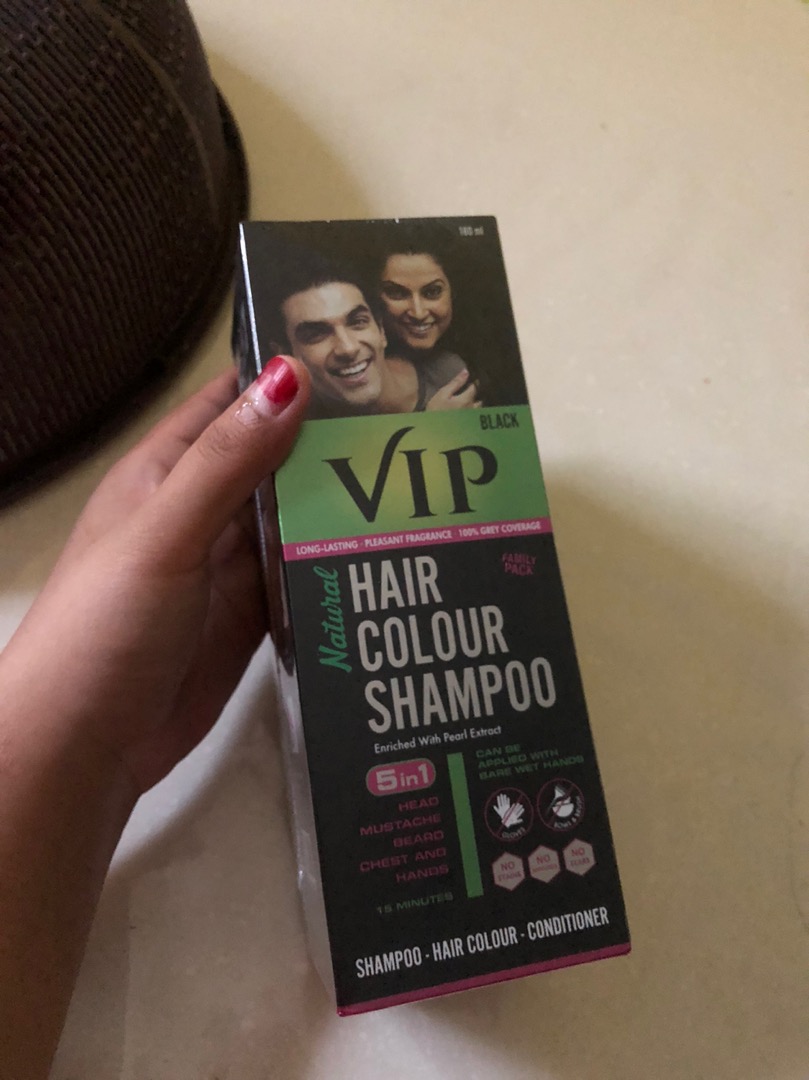 180 ml
BLACK
VIP
LONG-LASTING · PLEASANT FRAGRANCE · 100% GREY COVERAGE
FAMILY
PACK
Natural
HAIR
COLOUR
SHAMPOO
Enriched With Pearl Extract
5in1
HEAD
MUSTACHE
BEARD
CHEST AND
HANDS
15 MINUTES
CAN BE
APPLIED WITH
BARE WET HANDS
GLOVES
NO
STAINS
NO
NO
SHAMPOO · HAIR COLOUR · CONDITIONER